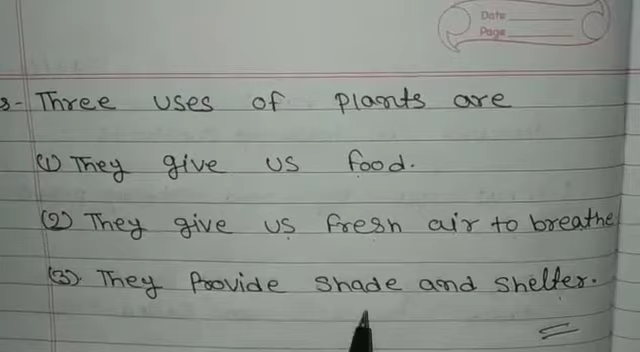 Date
Page
3- Three uses of plants are
(1) They give us food.
(2) They give us fresh air to breathe
(3) They Provide shade and shelter.